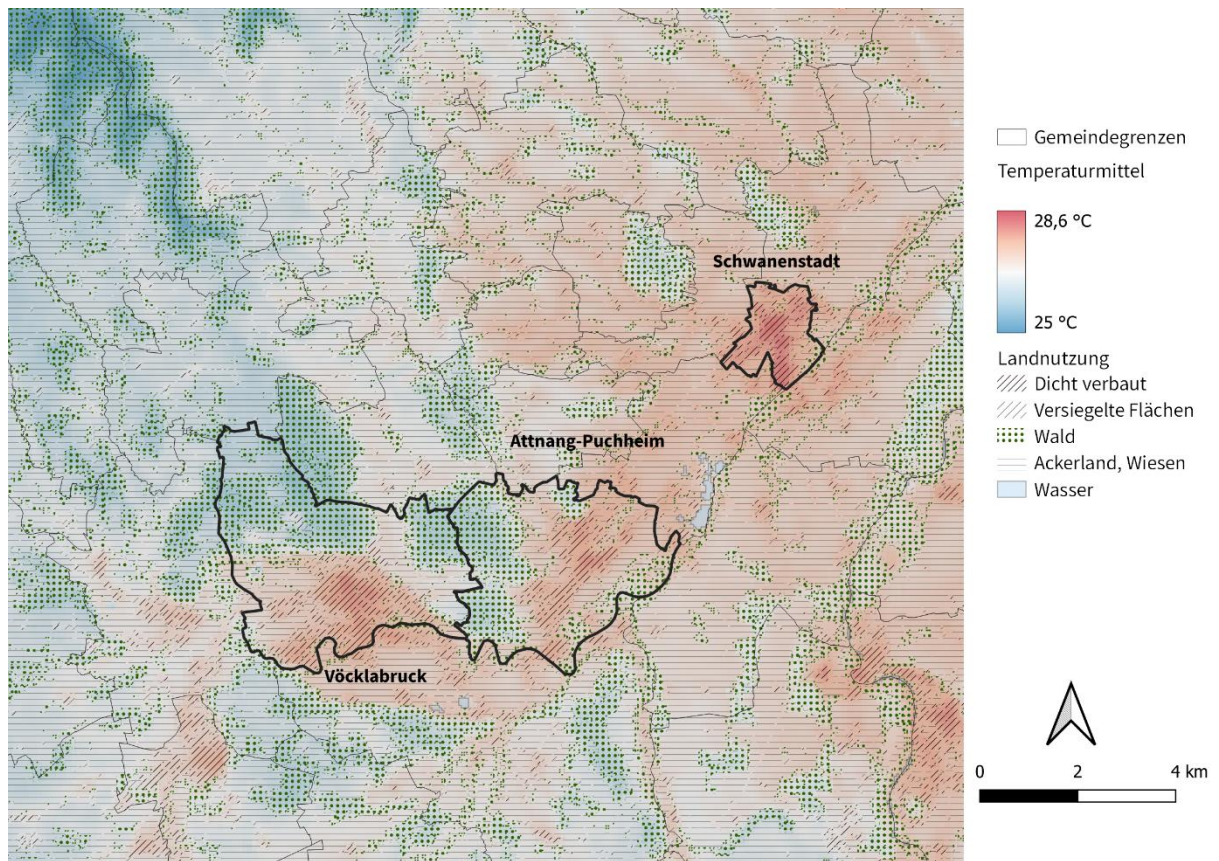 Schwanenstadt
Attnang-Puchheim
Vöcklabruck
Gemeindegrenzen
Temperaturmittel
28,6 °C
25 °C
Landnutzung
Dicht verbaut
Versiegelte Flächen
Wald
Ackerland, Wiesen
Wasser
0 2 4 km